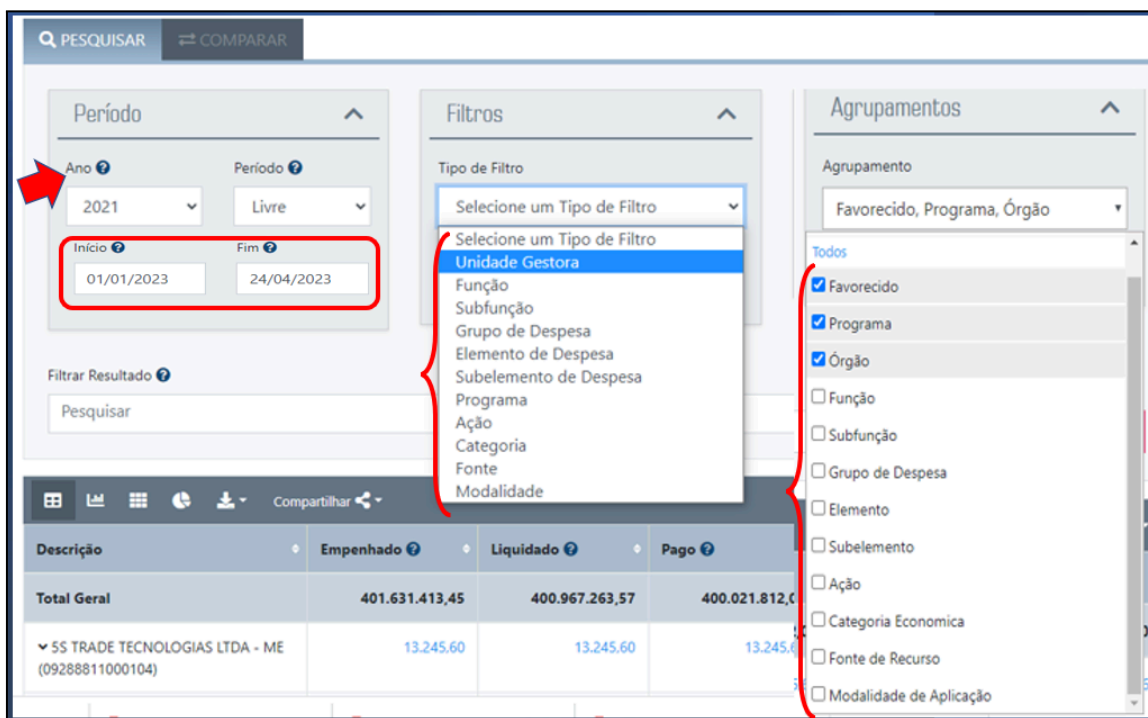 PESQUISAR
COMPARAR
Período
Ano
Período
2021
Livre
Início
Fim
01/01/2023
24/04/2023
Filtros
Tipo de Filtro
Selecione um Tipo de Filtro
Selecione um Tipo de Filtro
Unidade Gestora
Função
Subfunção
Grupo de Despesa
Elemento de Despesa
Subelemento de Despesa
Programa
Ação
Categoria
Fonte
Modalidade
Agrupamentos
Agrupamento
Favorecido, Programa, Órgão
Todos
Favorecido
Programa
Órgão
Função
Subfunção
Grupo de Despesa
Elemento
Subelemento
Ação
Categoria Economica
Fonte de Recurso
Modalidade de Aplicação
Filtrar Resultado
Pesquisar
Compartilhar
Descrição Empenhado Liquidado Pago
Total Geral 401.631.413,45 400.967.263,57 400.021.812,
5S TRADE TECNOLOGIAS LTDA - ME 13.245,60 13.245,60 13.245,
(09288811000104)